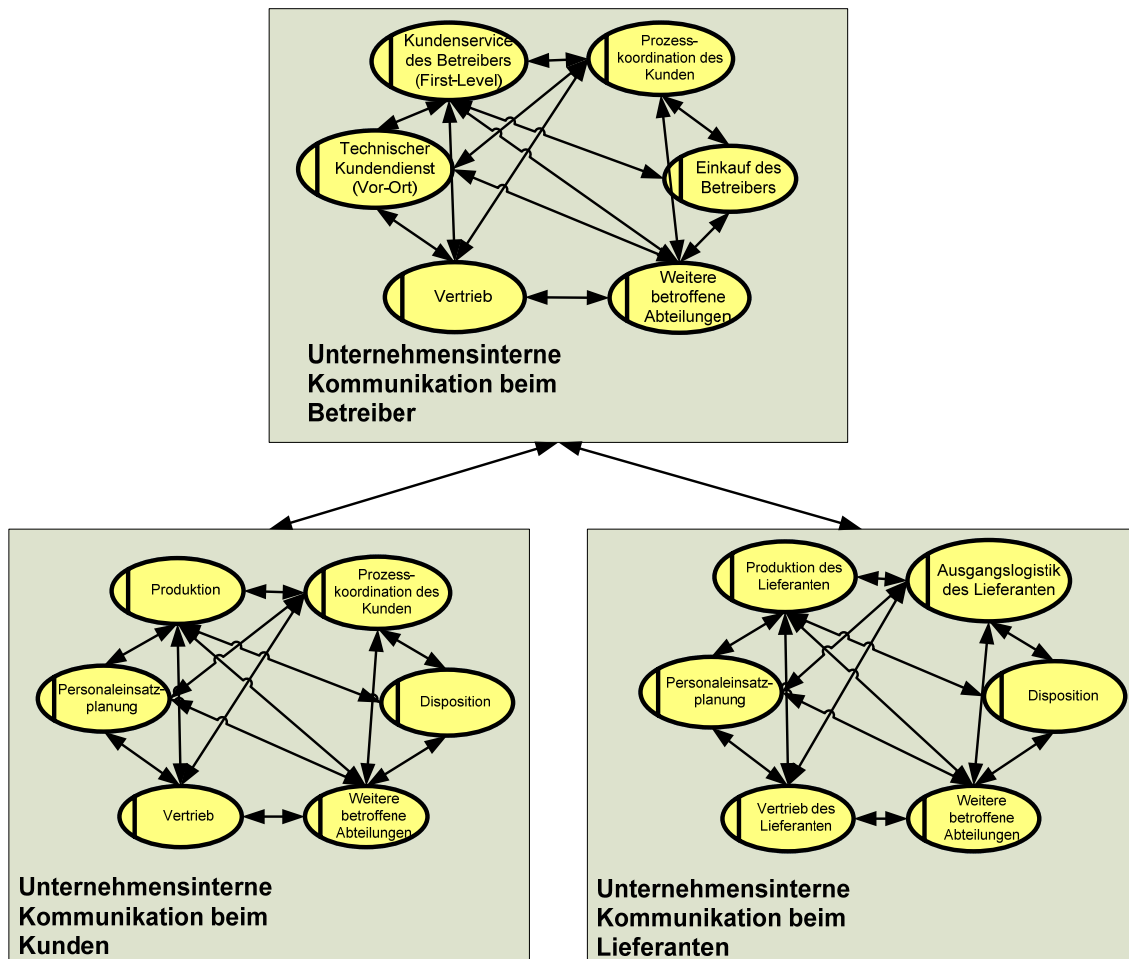 Kundenservice
des Betreibers
(First-Level)
Prozess-
koordination des
Kunden
Technischer
Kundendienst
(Vor-Ort)
Einkauf des
Betreibers
Vertrieb
Weitere
betroffene
Abteilungen
Unternehmensinterne
Kommunikation beim
Betreiber
Produktion
Prozess-
koordination des
Kunden
Personaleinsatz-
planung
Disposition
Vertrieb
Weitere
betroffene
Abteilungen
Unternehmensinterne
Kommunikation beim
Kunden
Produktion des
Lieferanten
Ausgangslogistik
des Lieferanten
Personaleinsatz-
planung
Disposition
Vertrieb des
Lieferanten
Weitere
betroffene
Abteilungen
Unternehmensinterne
Kommunikation beim
Lieferanten